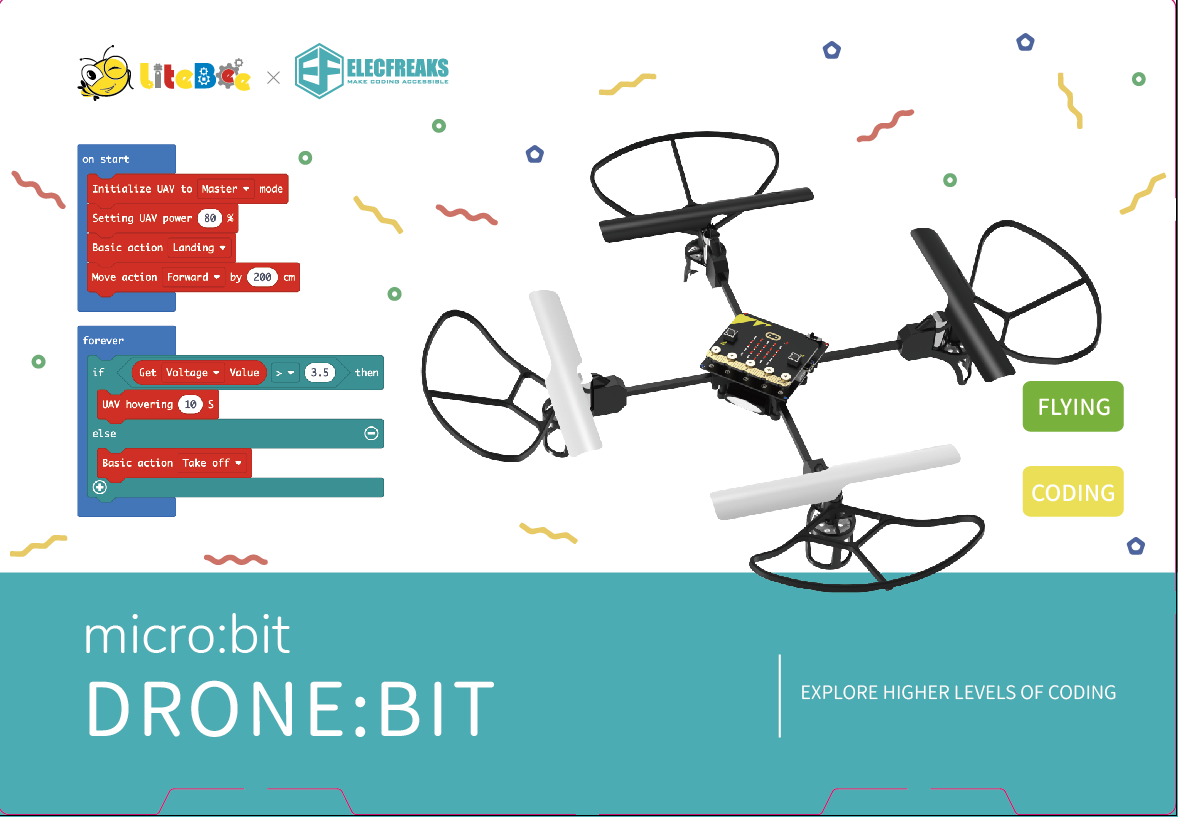 LiteBee
×
EF ELECFREAKS
MAKE CODING ACCESSIBLE
on start
Initialize UAV to Master mode
Setting UAV power 80 %
Basic action Landing
Move action Forward by 200 cm
forever
if Get Voltage Value > 3.5 then
UAV hovering 10 S
else
Basic action Take off
FLYING
CODING
micro:bit
DRONE:BIT
EXPLORE HIGHER LEVELS OF CODING